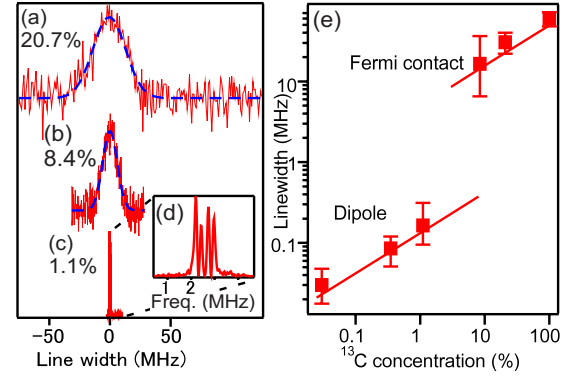 (a)
20.7%
(b)
8.4%
(c)
1.1%
(d)
1 2
Freq. (MHz)
-50 0 50
Line width (MHz)
(e)
Fermi contact
Dipole
Linewidth (MHz)
10
1
0.1
0.1 1 10 100
¹³C concentration (%)